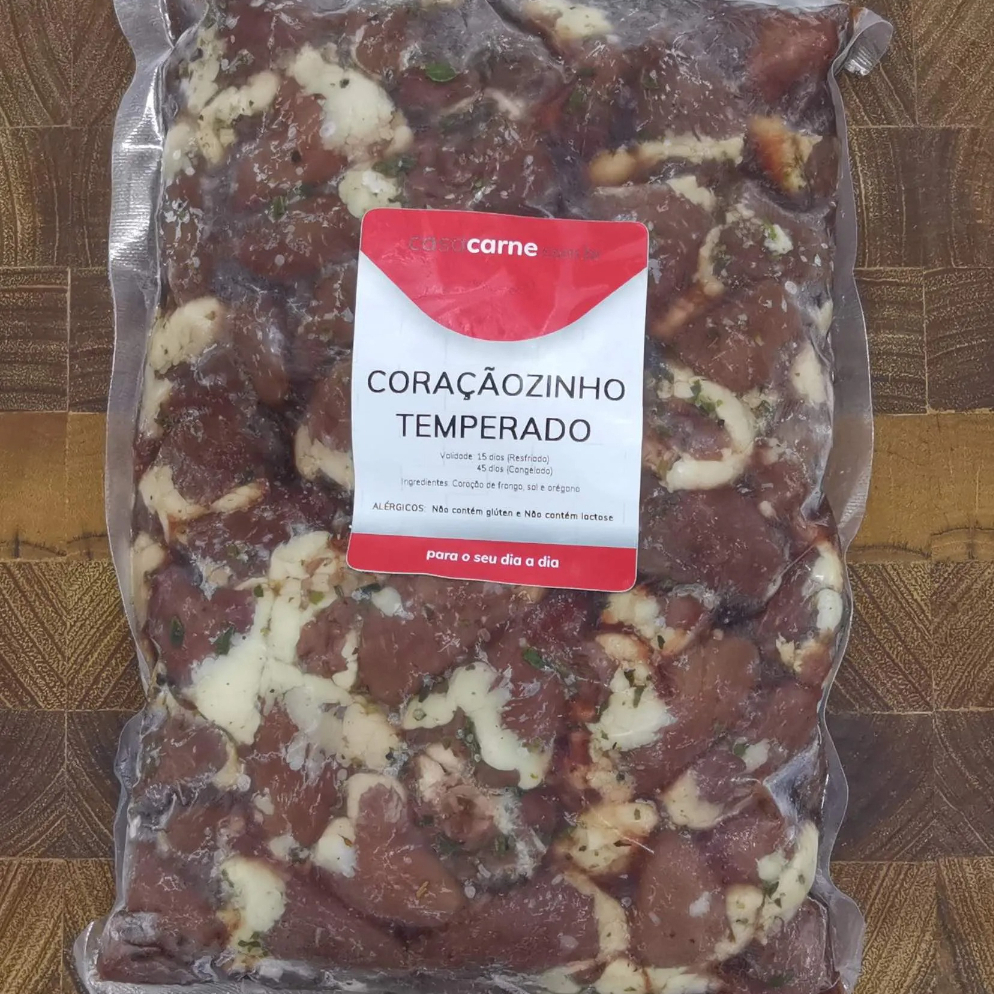 casacarne
CORAÇÃOZINHO
TEMPERADO
Validade: 15 dias (Resfriado)
45 dias (Congelado)
Ingredientes: Coração de frango, sal e orégano
ALÉRGICOS: Não contém glúten e Não contém lactose
para o seu dia a dia